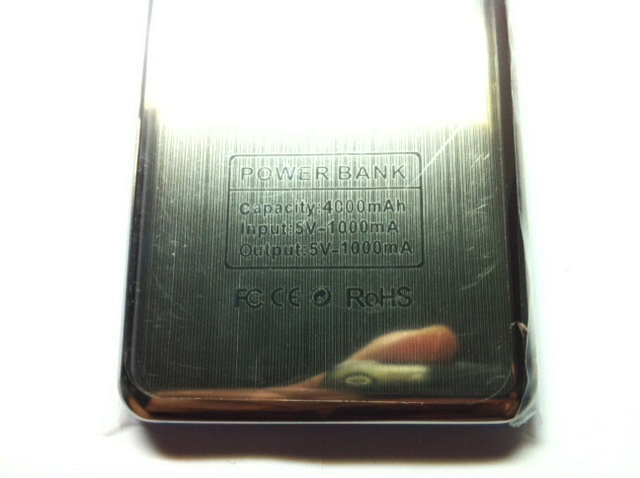 POWER BANK
Capacity:4000mAh
Input:5V-1000mA
Output:5V-1000mA
FC CE RoHS